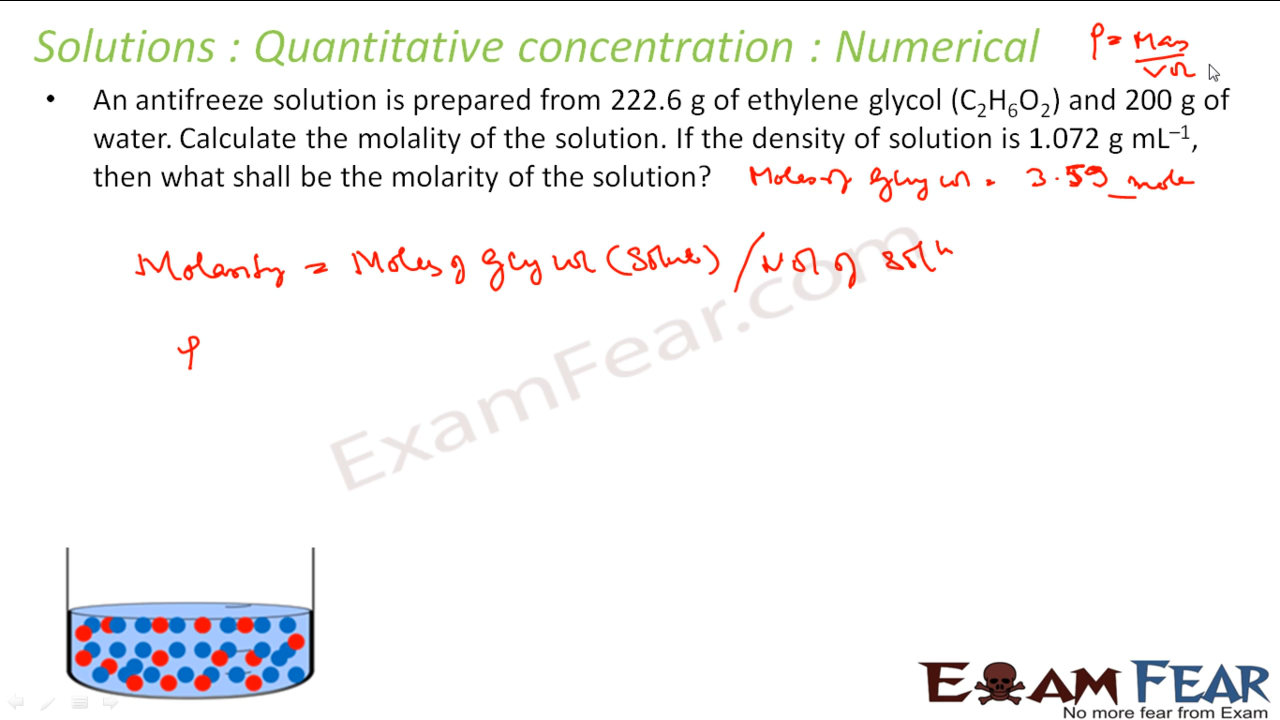 Solutions : Quantitative concentration : Numerical
ρ = Mass / Vol
• An antifreeze solution is prepared from 222.6 g of ethylene glycol (C₂H₆O₂) and 200 g of
water. Calculate the molality of the solution. If the density of solution is 1.072 g mL⁻¹,
then what shall be the molarity of the solution?
Moles of glycol = 3.59 mole
Molarity = Moles of glycol (Solute) / Vol of soln
ρ
ExamFear.com
EXAM FEAR
No more fear from Exam